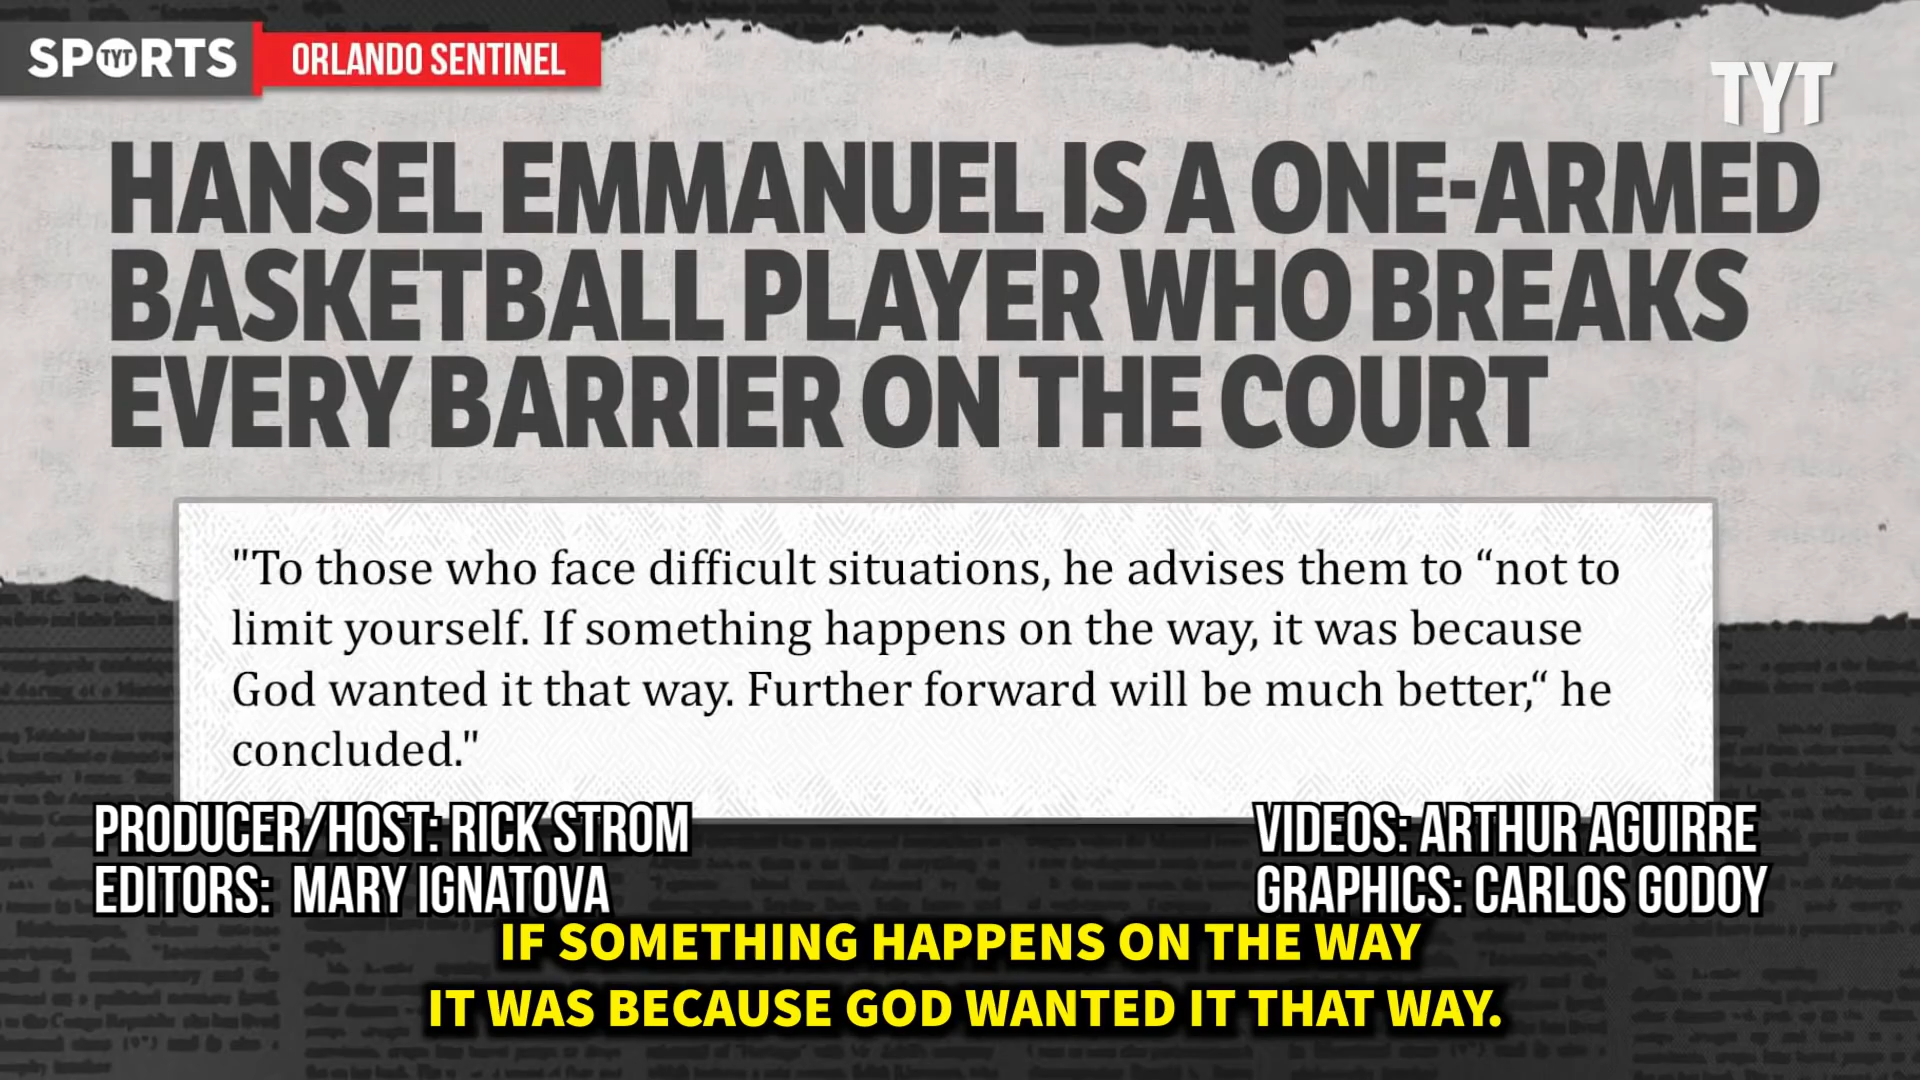 SPORTS
TYT
ORLANDO SENTINEL
TYT
HANSEL EMMANUEL IS A ONE-ARMED
BASKETBALL PLAYER WHO BREAKS
EVERY BARRIER ON THE COURT
"To those who face difficult situations, he advises them to “not to
limit yourself. If something happens on the way, it was because
God wanted it that way. Further forward will be much better,“ he
concluded."
PRODUCER/HOST: RICK STROM
EDITORS: MARY IGNATOVA
VIDEOS: ARTHUR AGUIRRE
GRAPHICS: CARLOS GODOY
IF SOMETHING HAPPENS ON THE WAY
IT WAS BECAUSE GOD WANTED IT THAT WAY.